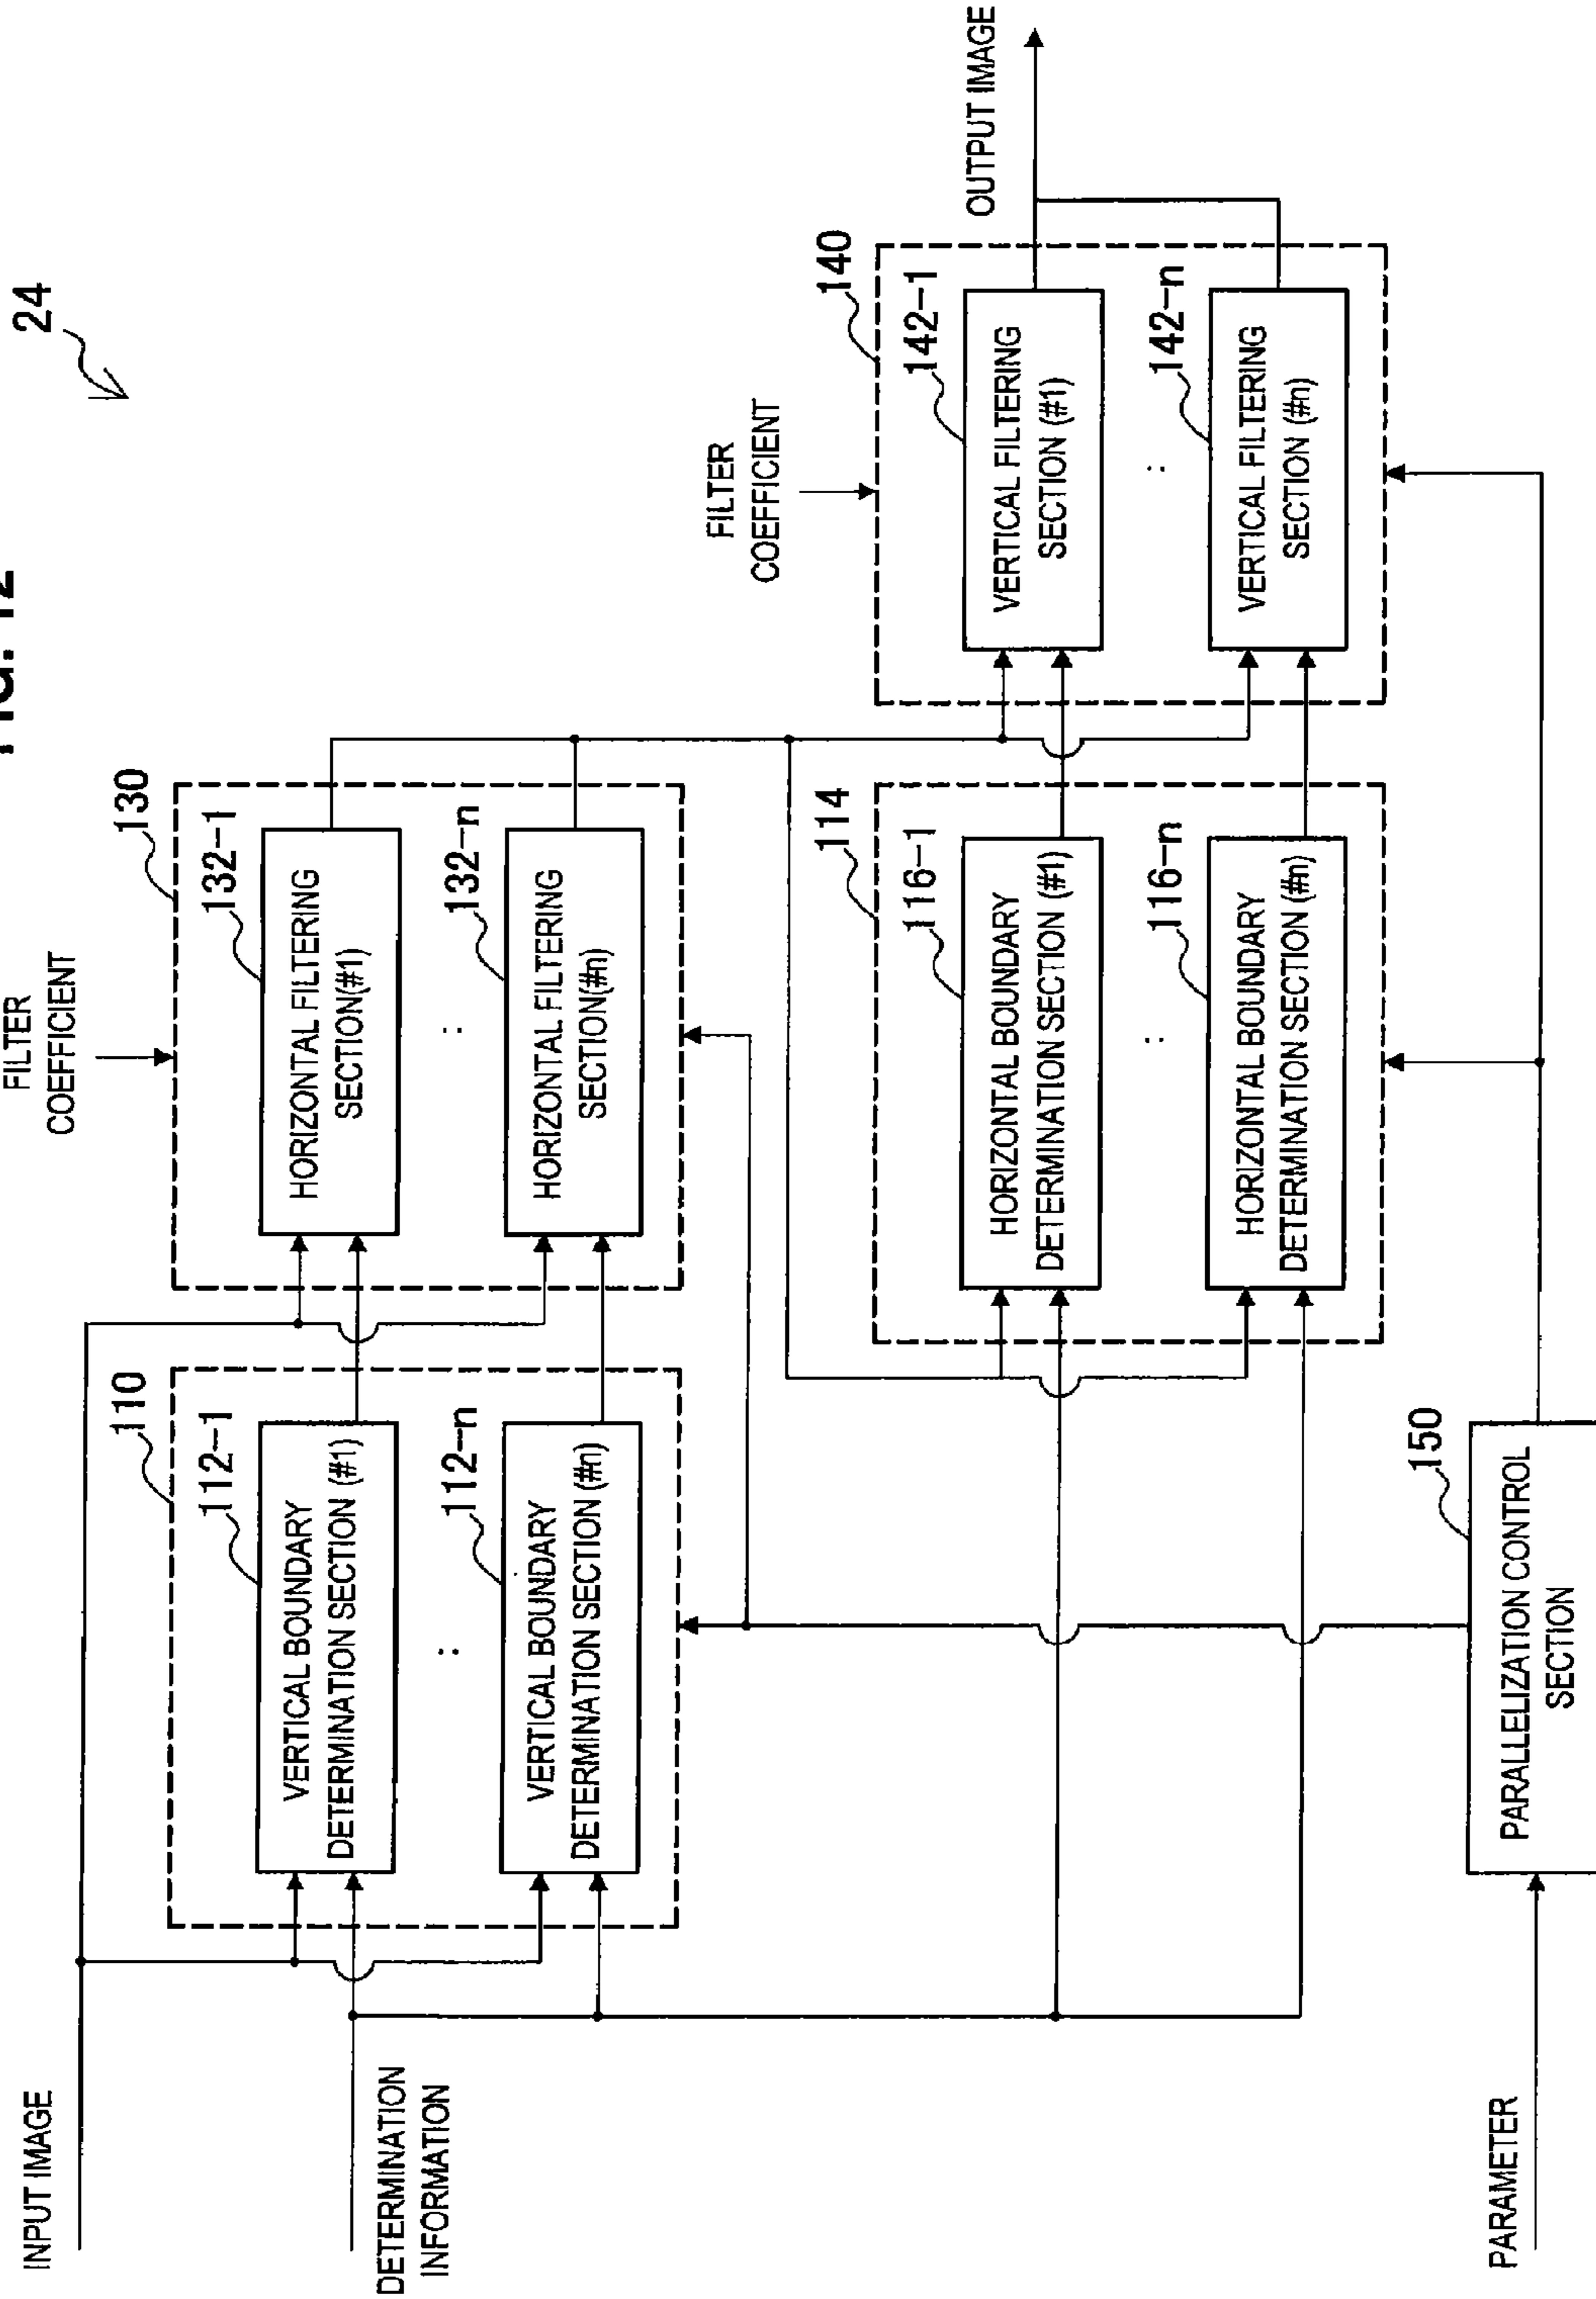 24
FILTER
COEFFICIENT
INPUT IMAGE
DETERMINATION
INFORMATION
110
112-1
VERTICAL BOUNDARY
DETERMINATION SECTION (#1)
:
112-n
VERTICAL BOUNDARY
DETERMINATION SECTION (#n)
130
132-1
HORIZONTAL FILTERING
SECTION(#1)
:
132-n
HORIZONTAL FILTERING
SECTION(#n)
FILTER
COEFFICIENT
114
116-1
HORIZONTAL BOUNDARY
DETERMINATION SECTION (#1)
:
116-n
HORIZONTAL BOUNDARY
DETERMINATION SECTION (#n)
140
142-1
VERTICAL FILTERING
SECTION (#1)
:
142-n
VERTICAL FILTERING
SECTION (#n)
OUTPUT IMAGE
PARAMETER
150
PARALLELIZATION CONTROL
SECTION